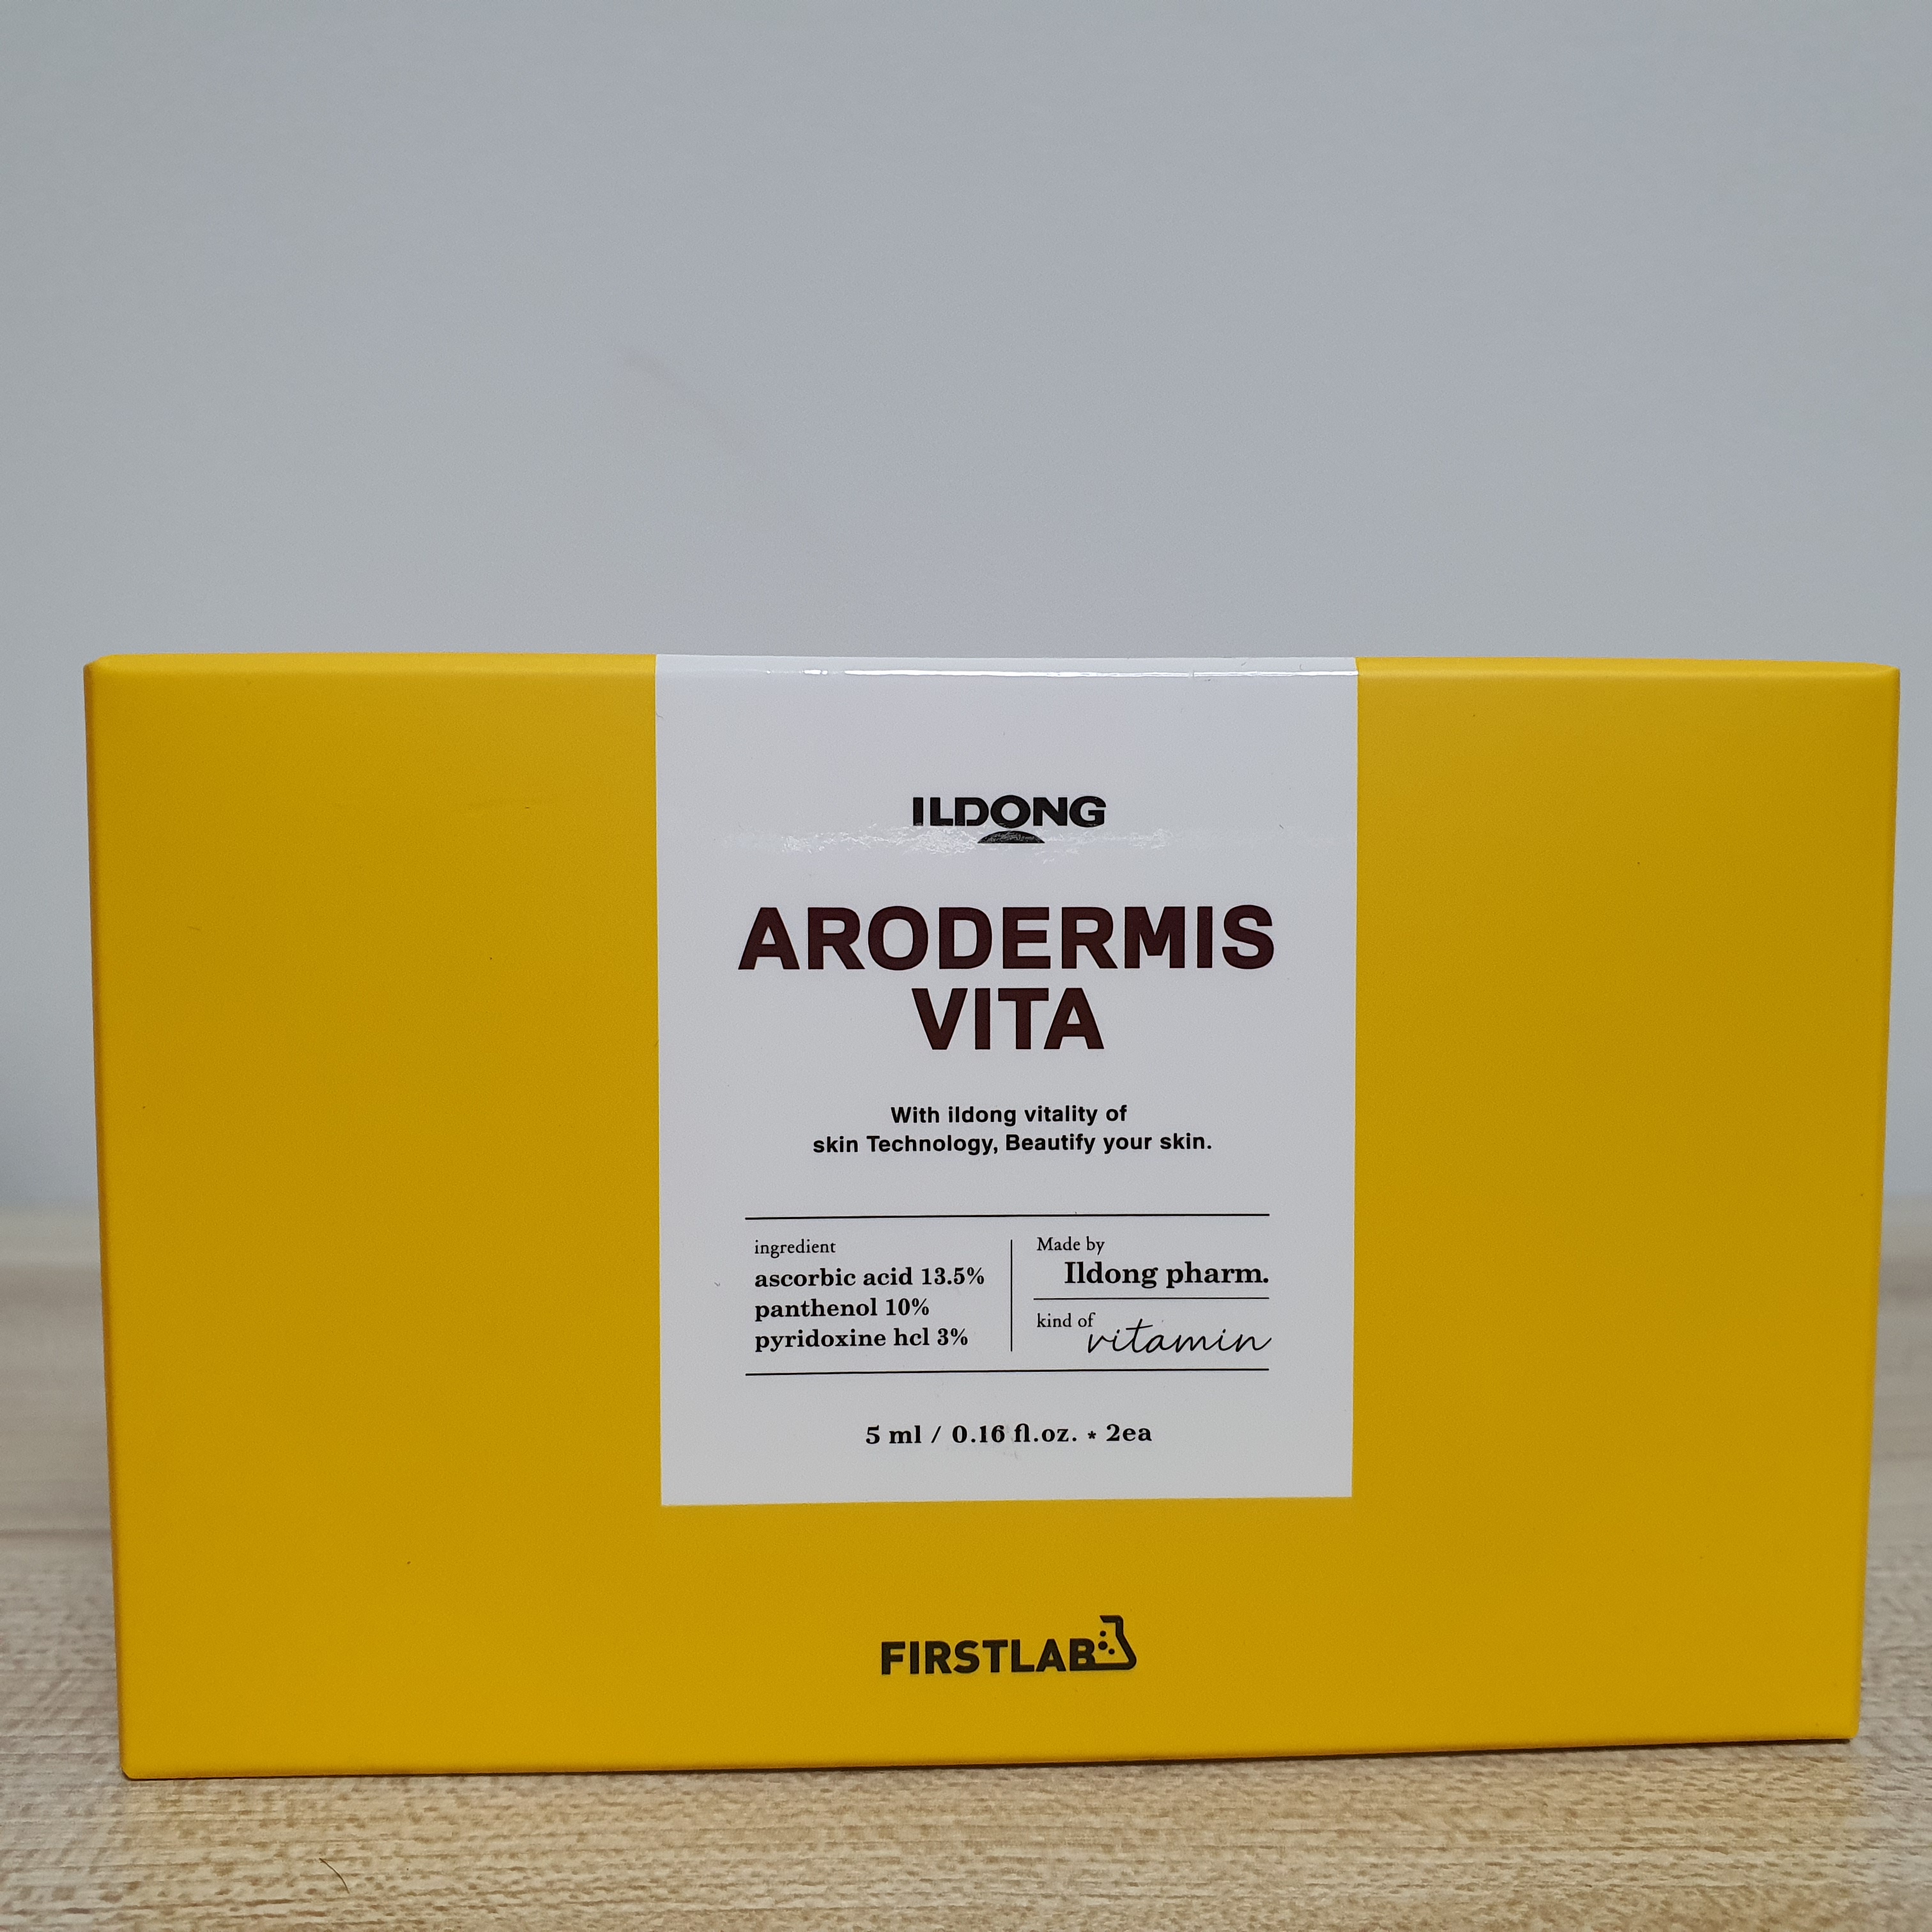 ILDONG
ARODERMIS
VITA
With ildong vitality of
skin Technology, Beautify your skin.
ingredient
ascorbic acid 13.5%
panthenol 10%
pyridoxine hcl 3%
Made by
Ildong pharm.
kind of
vitamin
5 ml / 0.16 fl.oz. * 2ea
FIRSTLAB